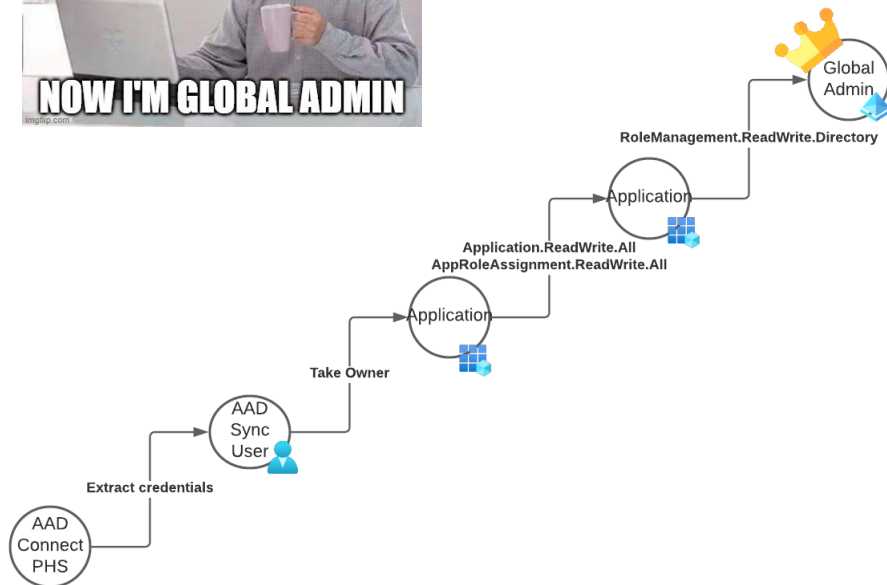 NOW I'M GLOBAL ADMIN
imgflip.com
Global
Admin
RoleManagement.ReadWrite.Directory
Application
Application.ReadWrite.All
AppRoleAssignment.ReadWrite.All
Application
Take Owner
AAD
Sync
User
Extract credentials
AAD
Connect
PHS